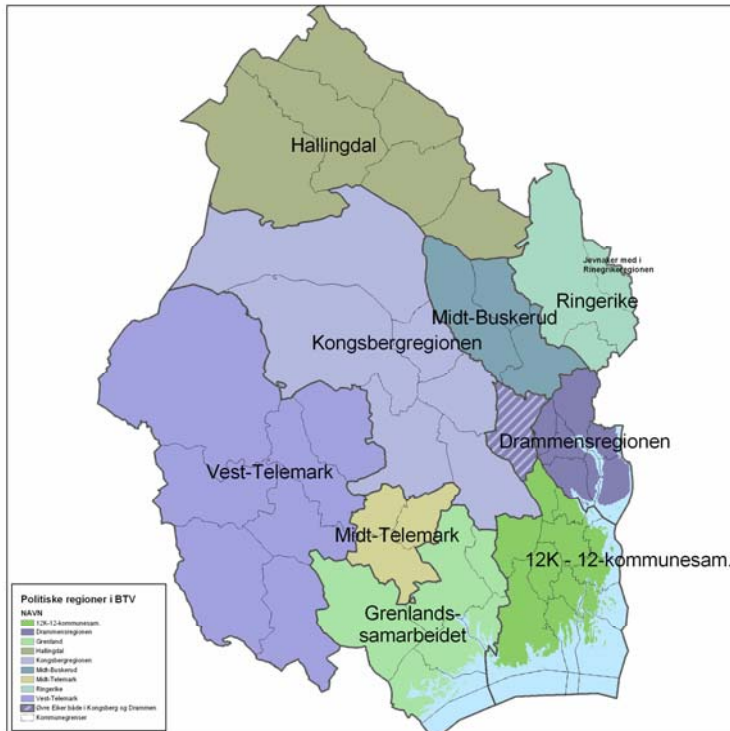 Hallingdal
Jevnaker med i
Rinegrikeregionen
Ringerike
Midt-Buskerud
Kongsbergregionen
Drammensregionen
Vest-Telemark
Midt-Telemark
12K - 12-kommunesam.
Grenlands-
samarbeidet
Politiske regioner i BTV
NAVN
12K-12-kommunesam.
Drammensregionen
Grenland
Hallingdal
Kongsbergregionen
Midt-Buskerud
Midt-Telemark
Ringerike
Vest-Telemark
Øvre Eiker både i Kongsberg og Drammen
Kommunegrenser